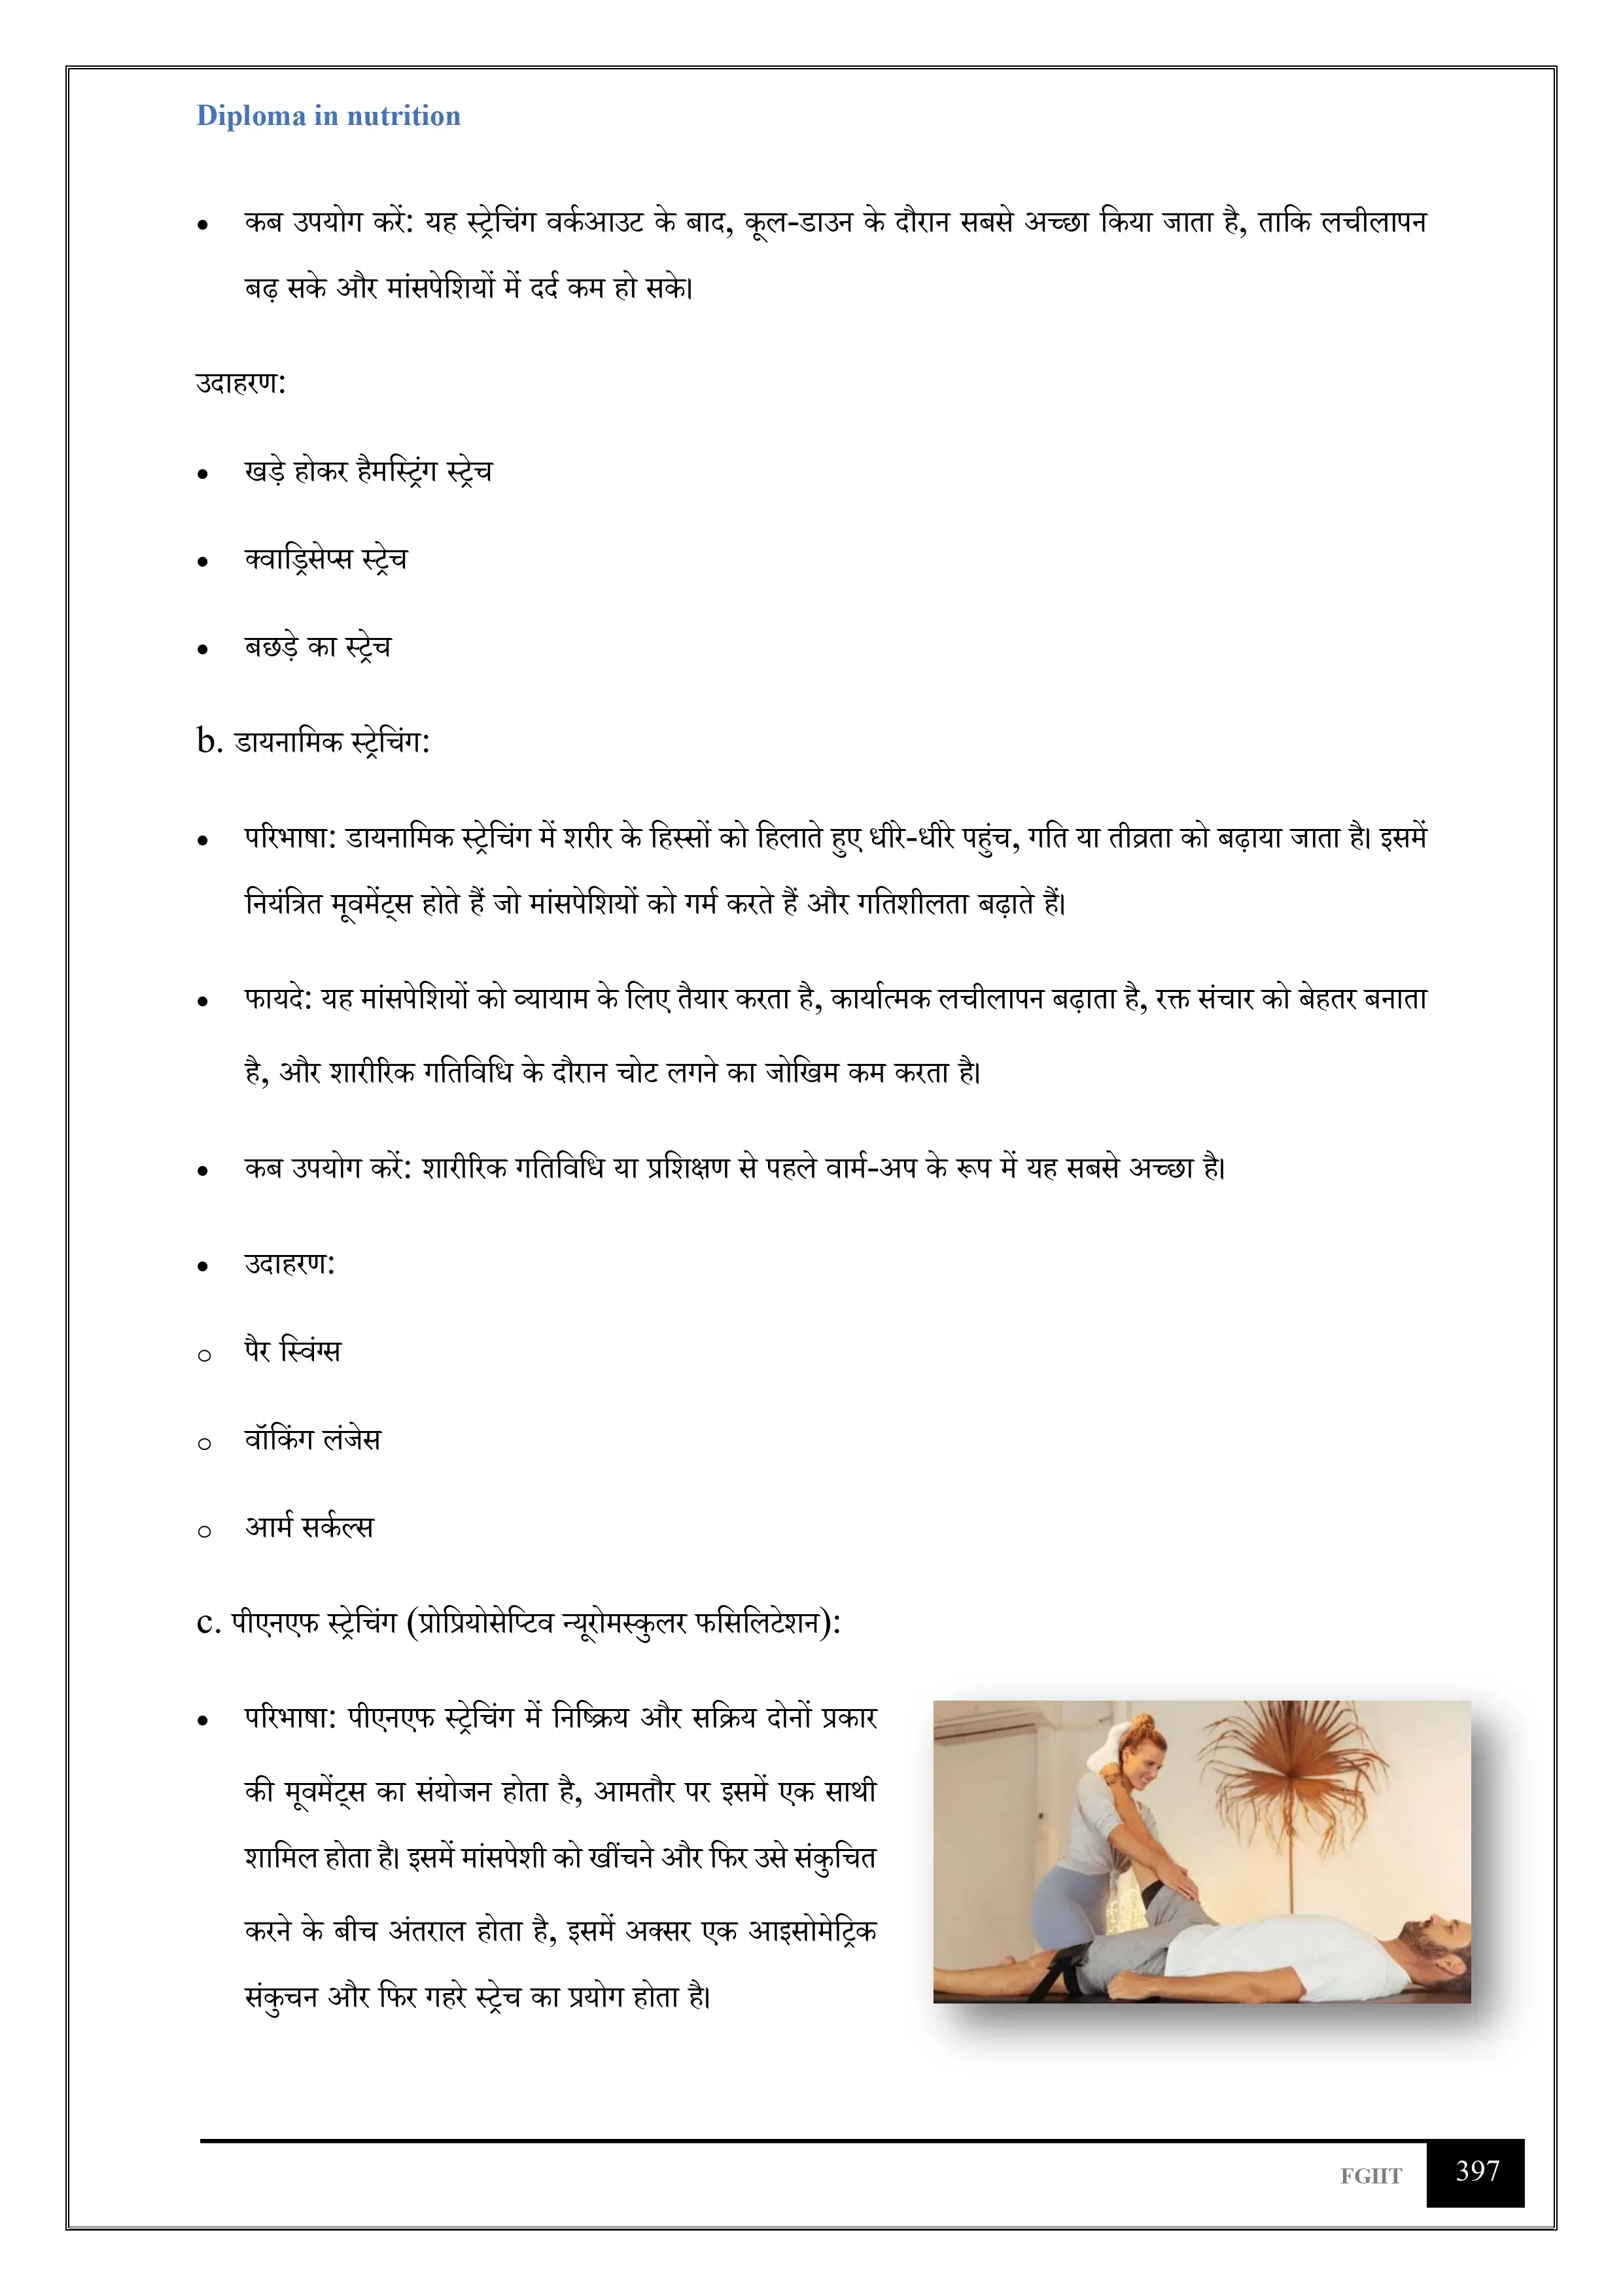 Diploma in nutrition
• कब उपयोग करें: यह स्ट्रेचिंग वर्कआउट के बाद, कूल-डाउन के दौरान सबसे अच्छा किया जाता है, ताकि लचीलापन
बढ़ सके और मांसपेशियों में दर्द कम हो सके।
उदाहरण:
• खड़े होकर हैमस्ट्रिंग स्ट्रेच
• क्वाड्रिसेप्स स्ट्रेच
• बछड़े का स्ट्रेच
b. डायनामिक स्ट्रेचिंग:
• परिभाषा: डायनामिक स्ट्रेचिंग में शरीर के हिस्सों को हिलाते हुए धीरे-धीरे पहुंच, गति या तीव्रता को बढ़ाया जाता है। इसमें
नियंत्रित मूवमेंट्स होते हैं जो मांसपेशियों को गर्म करते हैं और गतिशीलता बढ़ाते हैं।
• फायदे: यह मांसपेशियों को व्यायाम के लिए तैयार करता है, कार्यात्मक लचीलापन बढ़ाता है, रक्त संचार को बेहतर बनाता
है, और शारीरिक गतिविधि के दौरान चोट लगने का जोखिम कम करता है।
• कब उपयोग करें: शारीरिक गतिविधि या प्रशिक्षण से पहले वार्म-अप के रूप में यह सबसे अच्छा है।
• उदाहरण:
o पैर स्विंग्स
o वॉकिंग लंजेस
o आर्म सर्कल्स
c. पीएनएफ स्ट्रेचिंग (प्रोप्रियोसेप्टिव न्यूरोमस्कुलर फसिलिटेशन):
• परिभाषा: पीएनएफ स्ट्रेचिंग में निष्क्रिय और सक्रिय दोनों प्रकार
की मूवमेंट्स का संयोजन होता है, आमतौर पर इसमें एक साथी
शामिल होता है। इसमें मांसपेशी को खींचने और फिर उसे संकुचित
करने के बीच अंतराल होता है, इसमें अक्सर एक आइसोमेट्रिक
संकुचन और फिर गहरे स्ट्रेच का प्रयोग होता है।
FGIIT 397